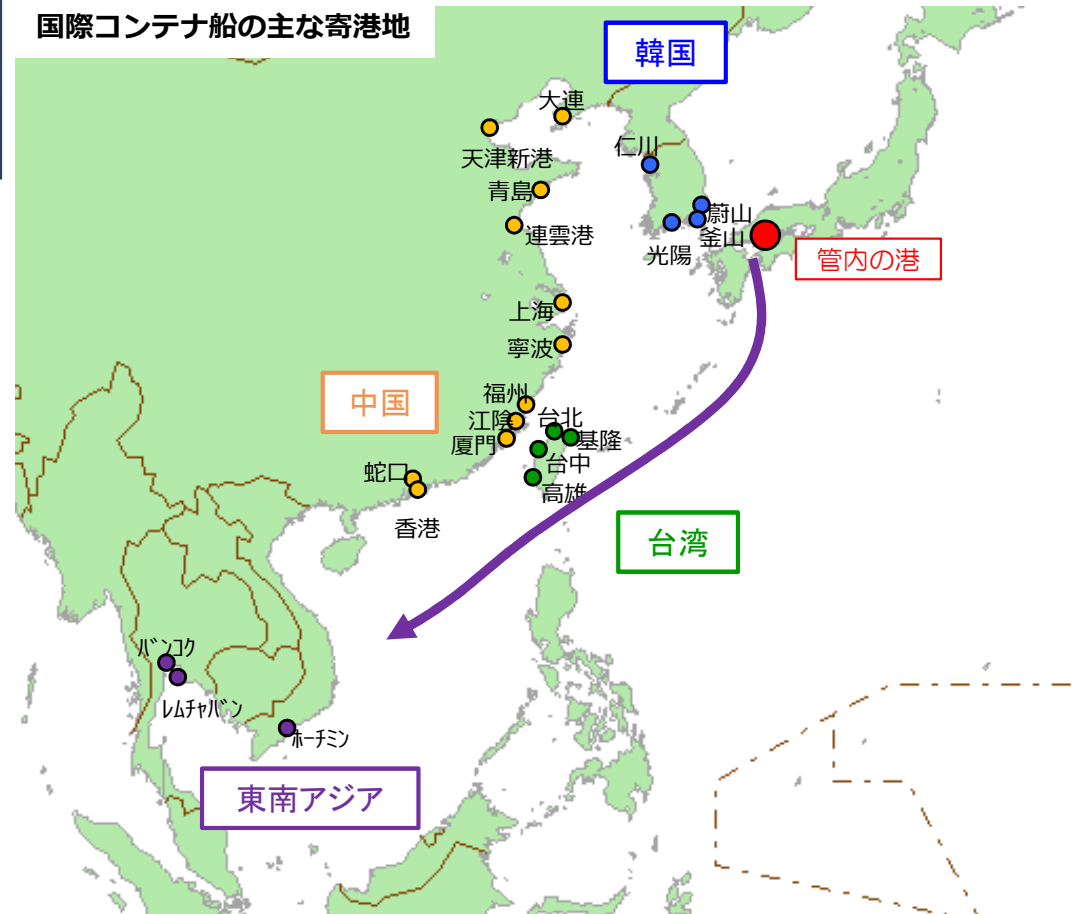 国際コンテナ船の主な寄港地
韓国
大連
天津新港
仁川
青島
蔚山
連雲港
釜山
光陽
管内の港
上海
寧波
中国
福州
江陰
台北
厦門
基隆
台中
蛇口
高雄
香港
台湾
ﾊﾞﾝｺｸ
ﾚﾑﾁｬﾊﾞﾝ
ﾎｰﾁﾐﾝ
東南アジア